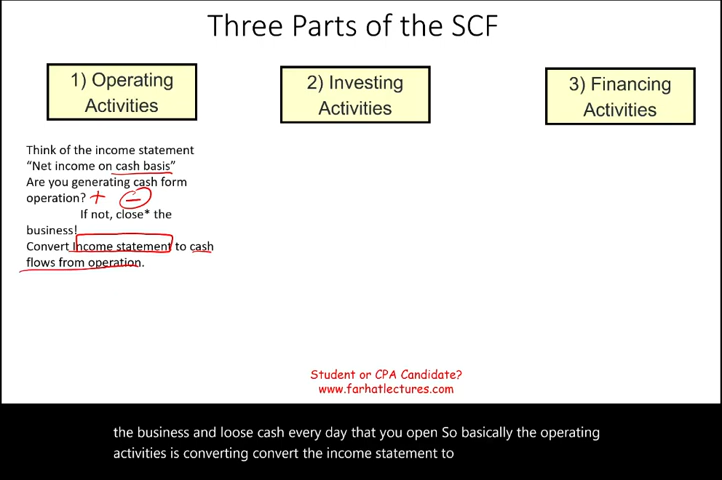 Three Parts of the SCF
1) Operating
Activities
2) Investing
Activities
3) Financing
Activities
Think of the income statement
“Net income on cash basis”
Are you generating cash form
operation? + −
If not, close* the
business!
Convert Income statement to cash
flows from operation.
Student or CPA Candidate?
www.farhatlectures.com
the business and loose cash every day that you open So basically the operating
activities is converting convert the income statement to